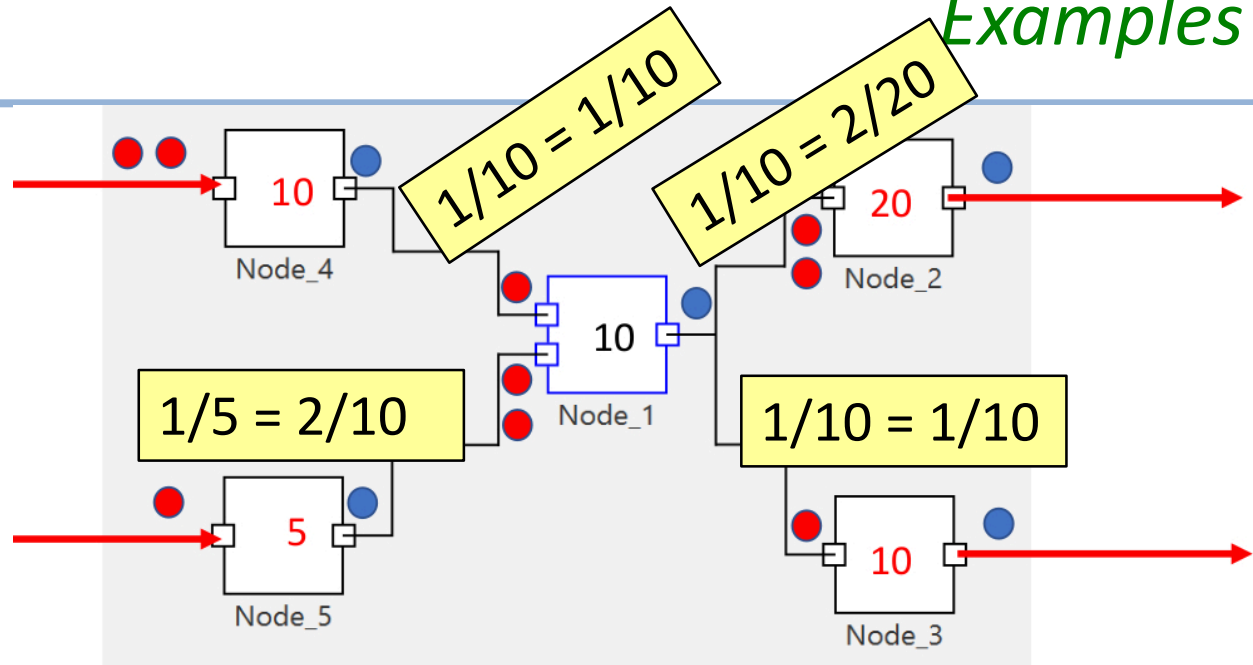 Examples
1/10 = 1/10
1/10 = 2/20
10
Node_4
20
Node_2
10
Node_1
1/5 = 2/10
1/10 = 1/10
5
Node_5
10
Node_3